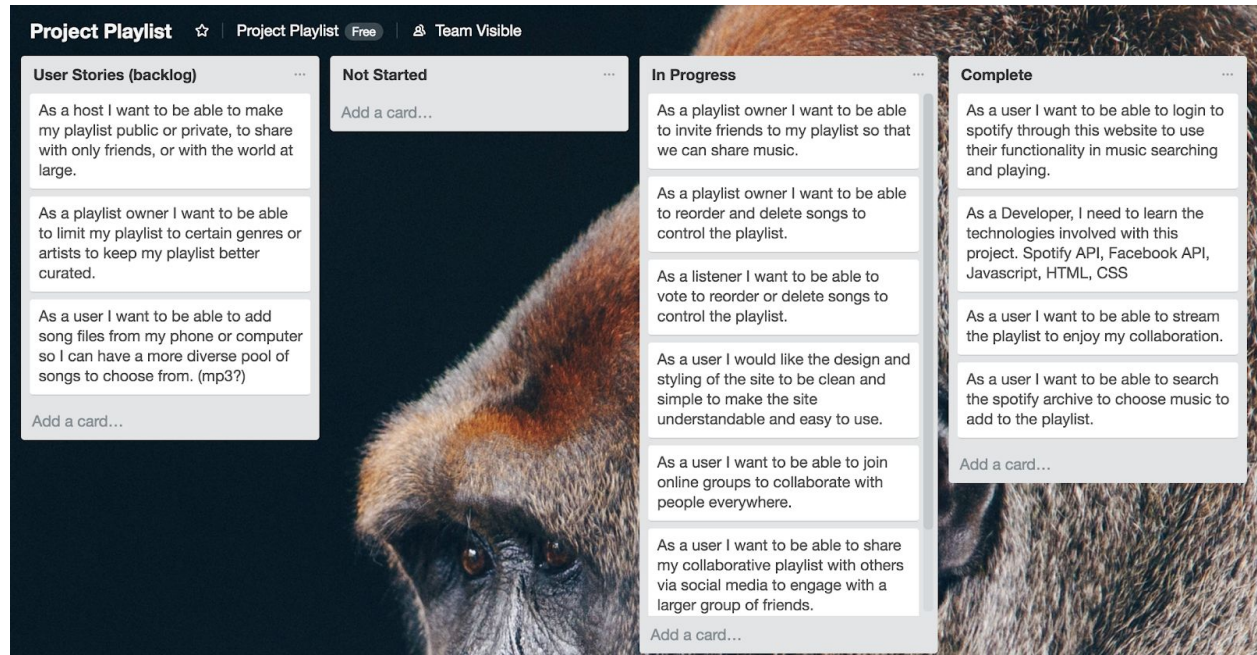 Project Playlist
Project Playlist Free
Team Visible
User Stories (backlog)
As a host I want to be able to make
my playlist public or private, to share
with only friends, or with the world at
large.
As a playlist owner I want to be able
to limit my playlist to certain genres or
artists to keep my playlist better
curated.
As a user I want to be able to add
song files from my phone or computer
so I can have a more diverse pool of
songs to choose from. (mp3?)
Add a card...
Not Started
Add a card...
In Progress
As a playlist owner I want to be able
to invite friends to my playlist so that
we can share music.
As a playlist owner I want to be able
to reorder and delete songs to
control the playlist.
As a listener I want to be able to
vote to reorder or delete songs to
control the playlist.
As a user I would like the design and
styling of the site to be clean and
simple to make the site
understandable and easy to use.
As a user I want to be able to join
online groups to collaborate with
people everywhere.
As a user I want to be able to share
my collaborative playlist with others
via social media to engage with a
larger group of friends.
Add a card...
Complete
As a user I want to be able to login to
spotify through this website to use
their functionality in music searching
and playing.
As a Developer, I need to learn the
technologies involved with this
project. Spotify API, Facebook API,
Javascript, HTML, CSS
As a user I want to be able to stream
the playlist to enjoy my collaboration.
As a user I want to be able to search
the spotify archive to choose music to
add to the playlist.
Add a card...